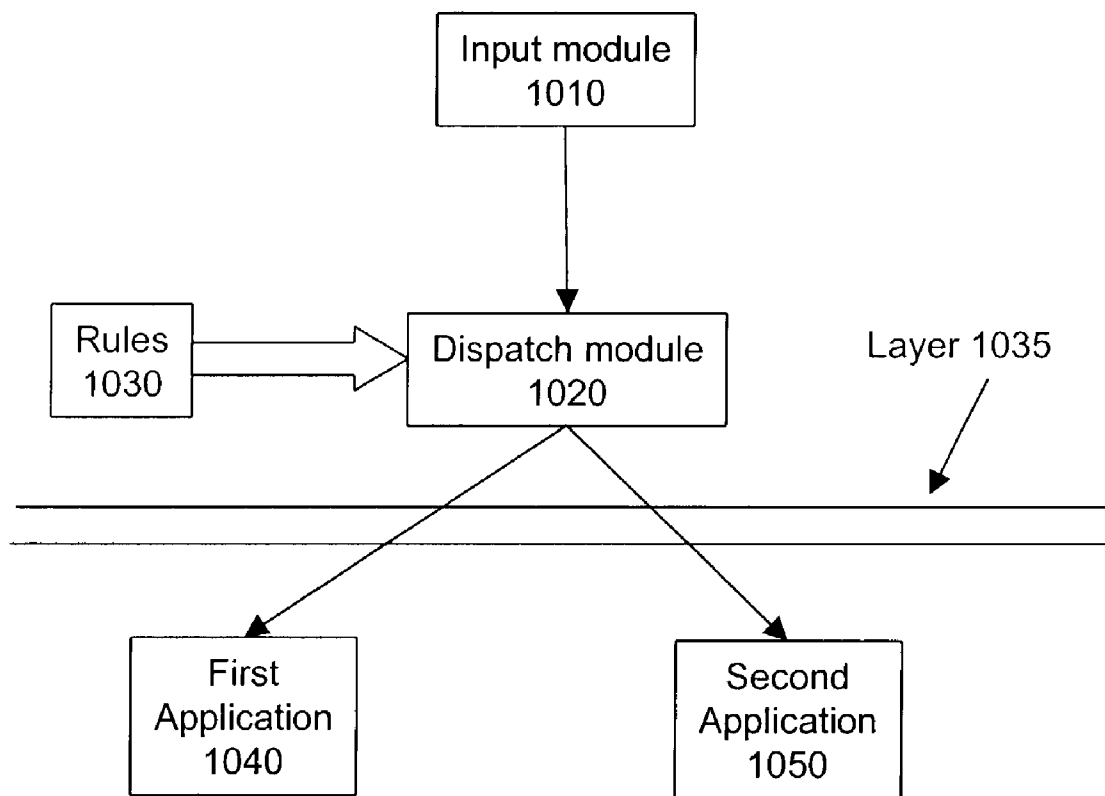 Input module
1010
Rules
1030
Dispatch module
1020
Layer 1035
First
Application
1040
Second
Application
1050